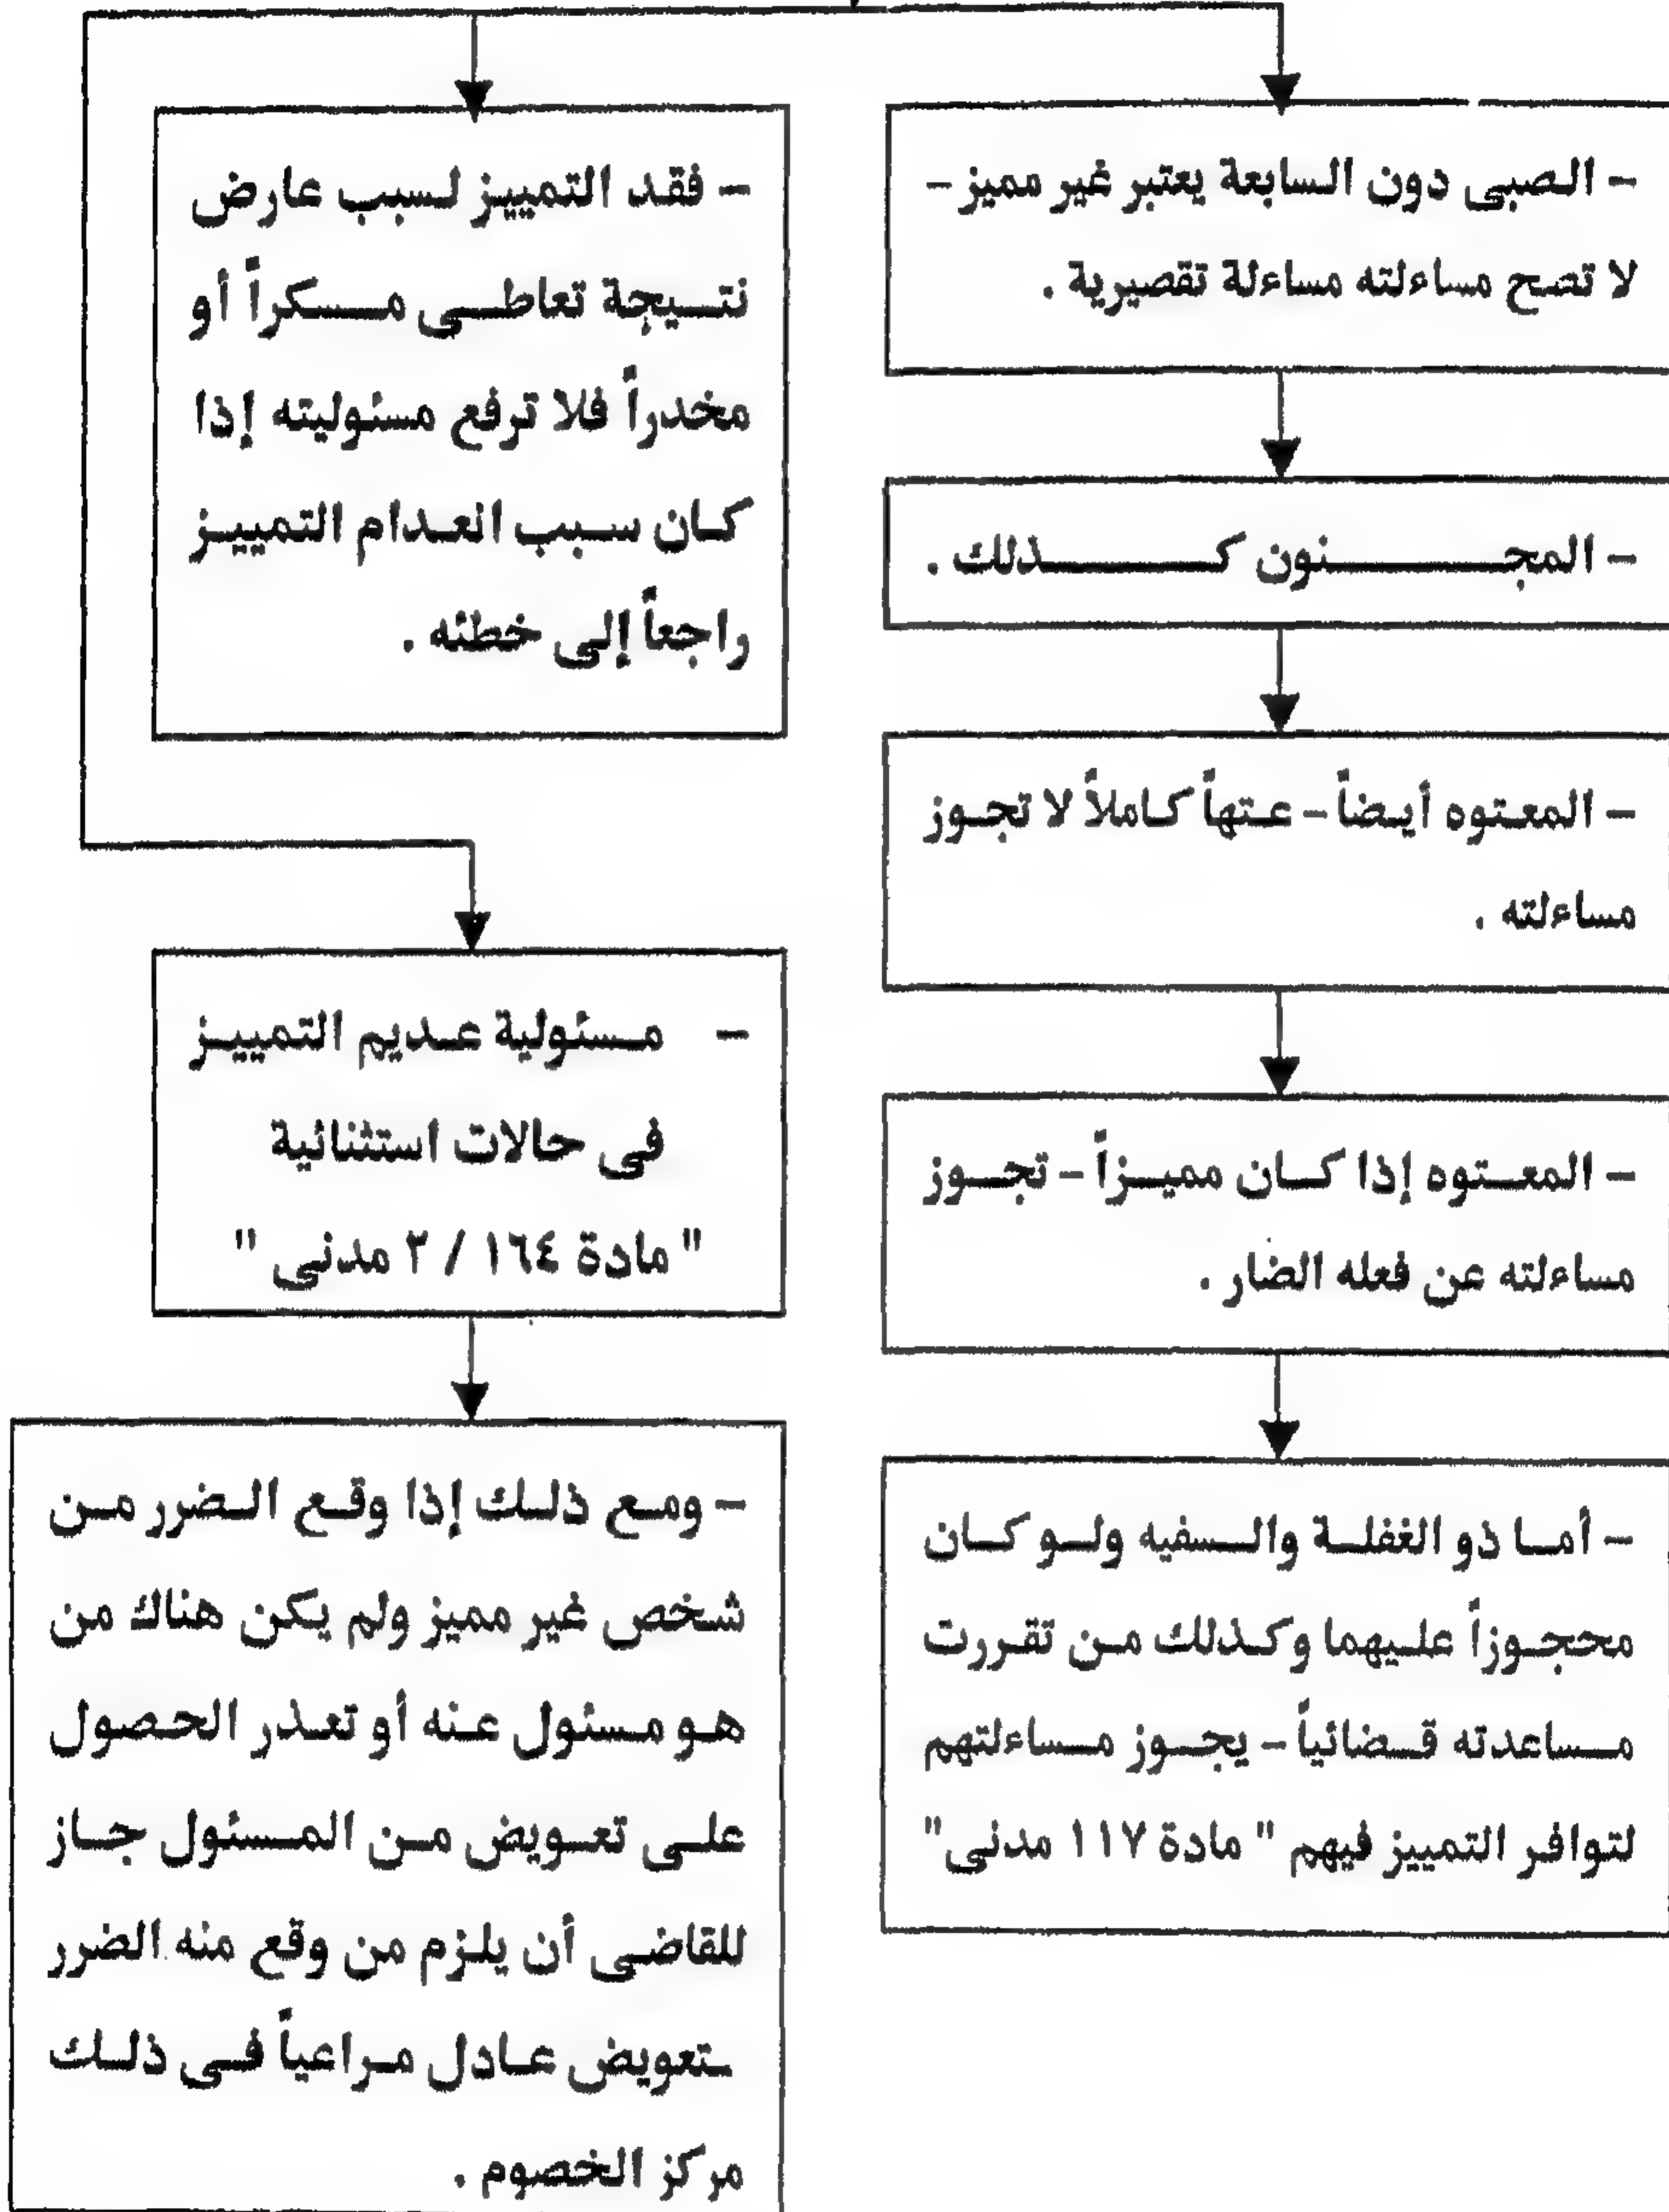 – الصبى دون السابعة يعتبر غير مميز –
لا تصح مساءلته مساءلة تقصيرية .
– المجنون كذلك .
– المعتوه أيضاً – عتهاً كاملاً لا تجوز
مساءلته .
– المعتوه إذا كان مميزاً – تجوز
مساءلته عن فعله الضار .
– أما ذو الغفلة والسفيه ولو كان
محجوزاً عليهما وكذلك من تقررت
مساعدته قضائياً – يجوز مساءلتهم
لتوافر التمييز فيهم " مادة ١١٧ مدنى"
– فقد التمييز لسبب عارض
نتيجة تعاطى مسكراً أو
مخدراً فلا ترفع مسئوليته إذا
كان سبب انعدام التمييز
راجعاً إلى خطئه .
– مسئولية عديم التمييز
فى حالات استثنائية
" مادة ١٦٤ / ٢ مدنى "
– ومع ذلك إذا وقع الضرر من
شخص غير مميز ولم يكن هناك من
هو مسئول عنه أو تعذر الحصول
على تعويض من المسئول جاز
للقاضى أن يلزم من وقع منه الضرر
بتعويض عادل مراعياً فى ذلك
مركز الخصوم .